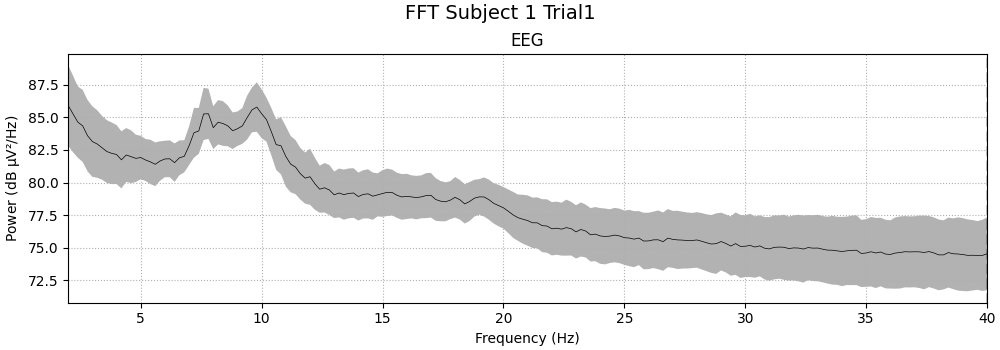 FFT Subject 1 Trial1
EEG
Power (dB µV²/Hz)
87.5
85.0
82.5
80.0
77.5
75.0
72.5
5 10 15 20 25 30 35 40
Frequency (Hz)